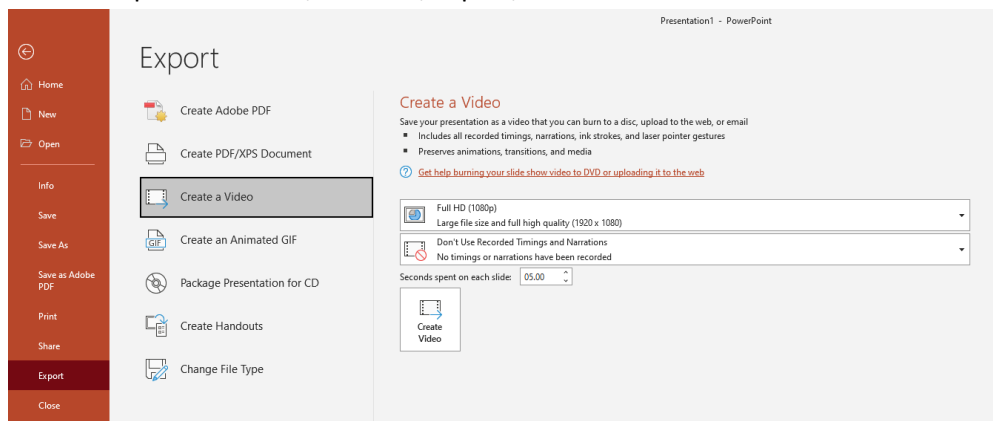 Presentation1 - PowerPoint
Export
Home
New
Open
Info
Save
Save As
Save as Adobe
PDF
Print
Share
Export
Close
Create Adobe PDF
Create PDF/XPS Document
Create a Video
Create an Animated GIF
GIF
Package Presentation for CD
Create Handouts
Change File Type
Create a Video
Save your presentation as a video that you can burn to a disc, upload to the web, or email
Includes all recorded timings, narrations, ink strokes, and laser pointer gestures
Preserves animations, transitions, and media
Get help burning your slide show video to DVD or uploading it to the web
Full HD (1080p)
Large file size and full high quality (1920 x 1080)
Don't Use Recorded Timings and Narrations
No timings or narrations have been recorded
Seconds spent on each slide: 05.00
Create
Video